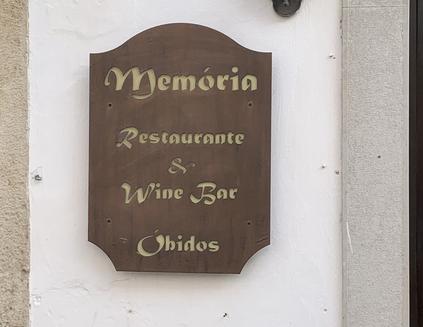 Memória
Restaurante
&
Wine Bar
Óbidos